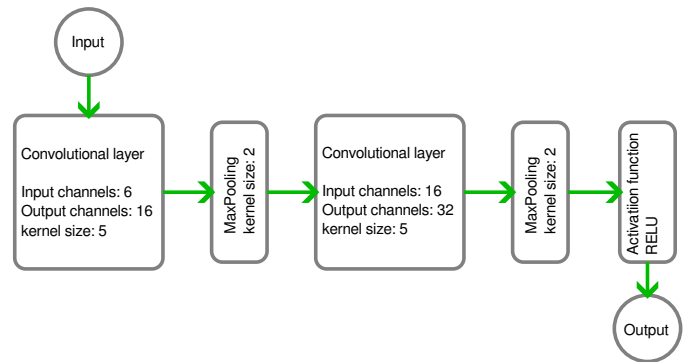 Input
Convolutional layer
Input channels: 6
Output channels: 16
kernel size: 5
MaxPooling
kernel size: 2
Convolutional layer
Input channels: 16
Output channels: 32
kernel size: 5
MaxPooling
kernel size: 2
Activatiion function
RELU
Output